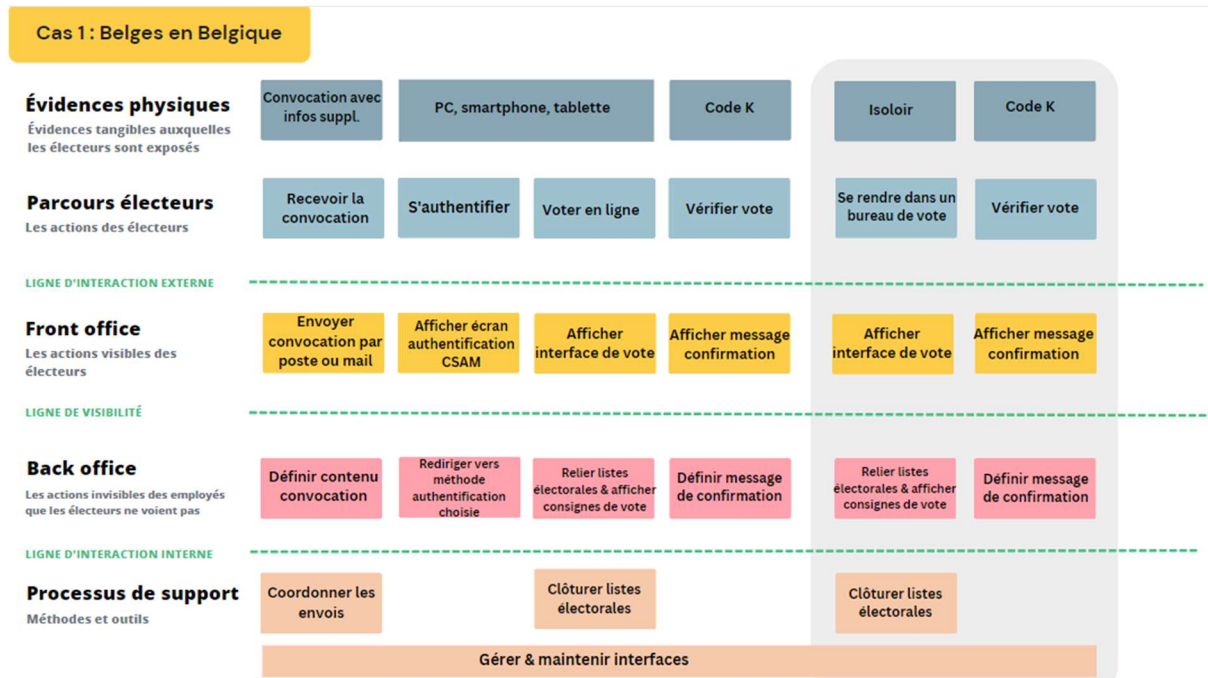 Cas 1 : Belges en Belgique
Évidences physiques
Évidences tangibles auxquelles
les électeurs sont exposés
Convocation avec
infos suppl.
PC, smartphone, tablette
Code K
Isoloir
Code K
Parcours électeurs
Les actions des électeurs
Recevoir la
convocation
S'authentifier
Voter en ligne
Vérifier vote
Se rendre dans un
bureau de vote
Vérifier vote
LIGNE D'INTERACTION EXTERNE
Front office
Les actions visibles des
électeurs
Envoyer
convocation par
poste ou mail
Afficher écran
authentification
CSAM
Afficher
interface de vote
Afficher message
confirmation
Afficher
interface de vote
Afficher message
confirmation
LIGNE DE VISIBILITÉ
Back office
Les actions invisibles des employés
que les électeurs ne voient pas
Définir contenu
convocation
Rediriger vers
méthode
authentification
choisie
Relier listes
électorales & afficher
consignes de vote
Définir message
de confirmation
Relier listes
électorales & afficher
consignes de vote
Définir message
de confirmation
LIGNE D'INTERACTION INTERNE
Processus de support
Méthodes et outils
Coordonner les
envois
Clôturer listes
électorales
Clôturer listes
électorales
Gérer & maintenir interfaces